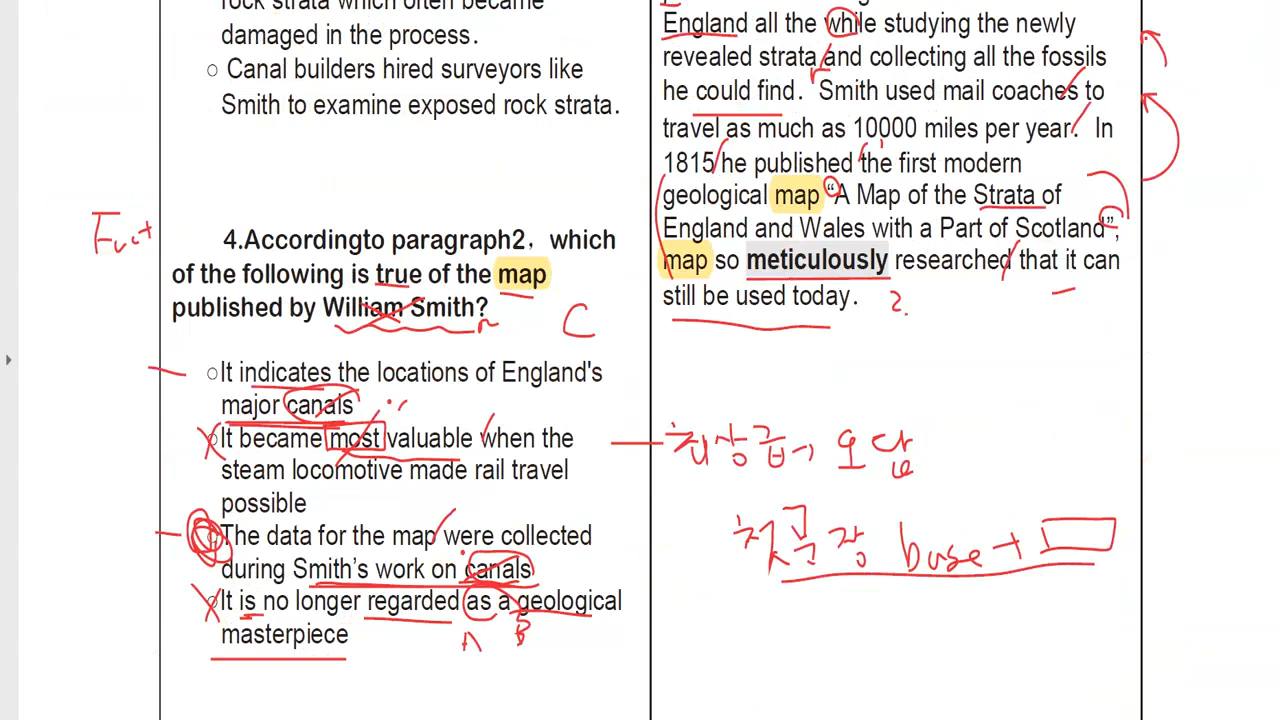 rock strata which often became
damaged in the process.
○ Canal builders hired surveyors like
Smith to examine exposed rock strata.
Fact
4.Accordingto paragraph2, which
of the following is true of the map
published by William Smith?
C
○It indicates the locations of England's
major canals
○It became most valuable when the
steam locomotive made rail travel
possible
The data for the map were collected
during Smith's work on canals
○It is no longer regarded as a geological
masterpiece
A B
England all the while studying the newly
revealed strata and collecting all the fossils
he could find. Smith used mail coaches to
travel as much as 10000 miles per year. In
1815 he published the first modern
geological map “A Map of the Strata of
England and Wales with a Part of Scotland”,
map so meticulously researched that it can
still be used today.
2.
최상급 오답
base +